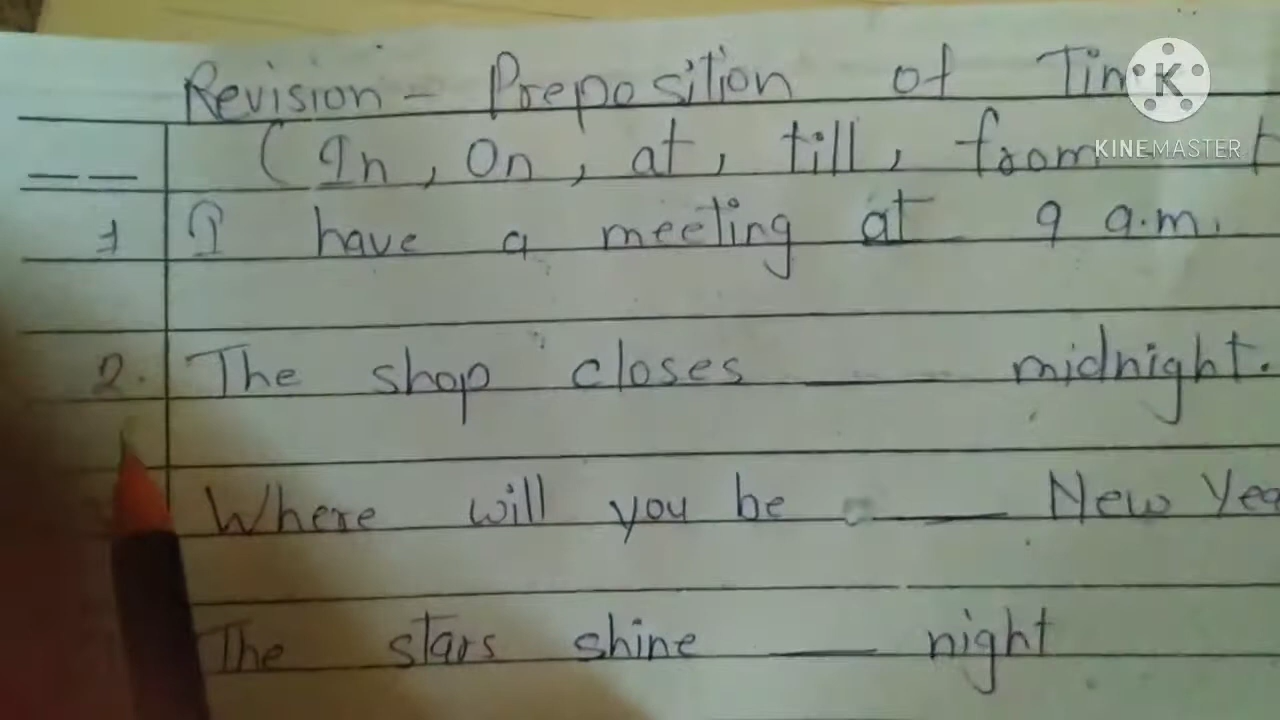 Revision - Preposition of Tim
K
KINEMASTER
(In, On, at, till, from t
1 I have a meeting at 9 a.m.
2. The shop closes ___ midnight.
Where will you be ___ New Yea
The stars shine ___ night